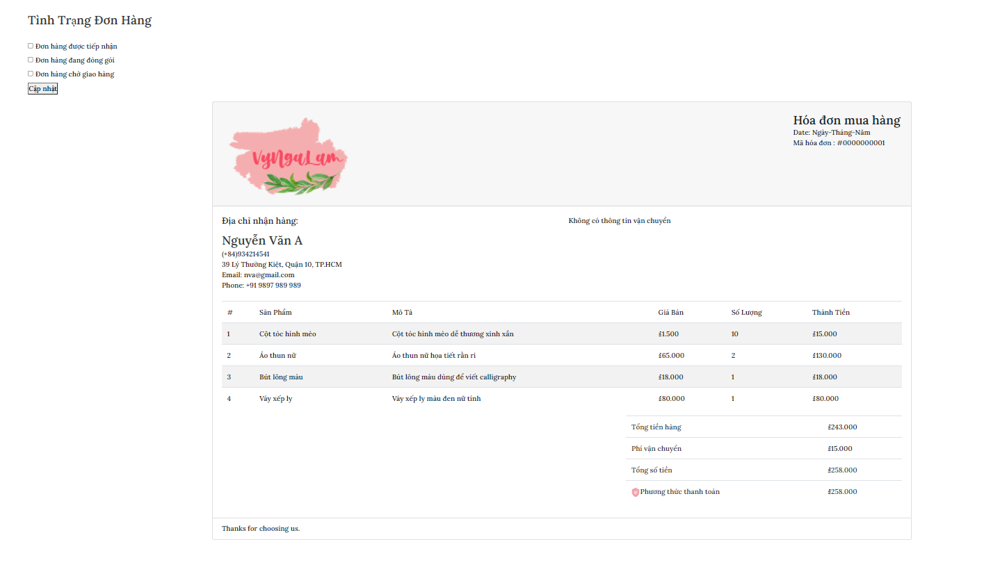 Tình Trạng Đơn Hàng
Đơn hàng được tiếp nhận
Đơn hàng đang đóng gói
Đơn hàng chờ giao hàng
Cập nhật
VyNgaLam
Hóa đơn mua hàng
Date: Ngày-Tháng-Năm
Mã hóa đơn : #0000000001
Địa chỉ nhận hàng:
Không có thông tin vận chuyển
Nguyễn Văn A
(+84)934214541
39 Lý Thường Kiệt, Quận 10, TP.HCM
Email: nva@gmail.com
Phone: +91 9897 989 989
# Sản Phẩm Mô Tả Giá Bán Số Lượng Thành Tiền
1 Cột tóc hình mèo Cột tóc hình mèo dễ thương xinh xắn ₫1.500 10 ₫15.000
2 Áo thun nữ Áo thun nữ họa tiết rằn ri ₫65.000 2 ₫130.000
3 Bút lông màu Bút lông màu dùng để viết calligraphy ₫18.000 1 ₫18.000
4 Váy xếp ly Váy xếp ly màu đen nữ tính ₫80.000 1 ₫80.000
Tổng tiền hàng ₫243.000
Phí vận chuyển ₫15.000
Tổng số tiền ₫258.000
Phương thức thanh toán ₫258.000
Thanks for choosing us.